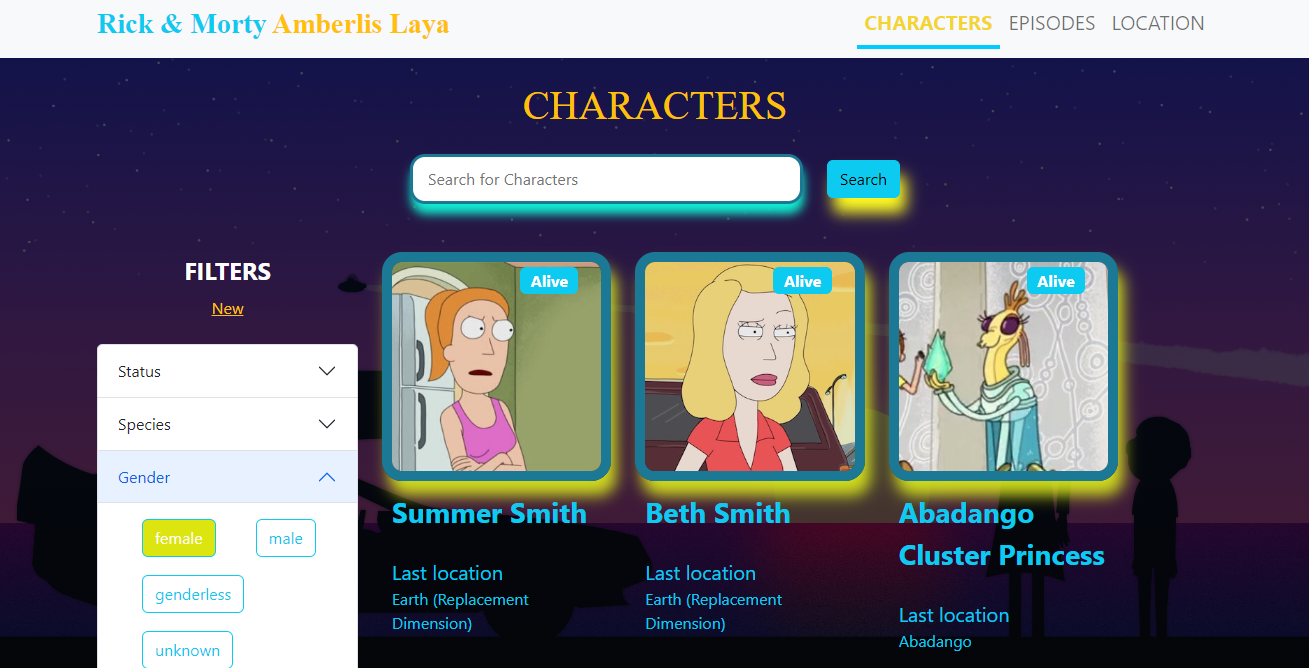 Rick & Morty Amberlis Laya
CHARACTERS EPISODES LOCATION
CHARACTERS
Search for Characters
Search
FILTERS
New
Status
Species
Gender
female male
genderless
unknown
Alive
Summer Smith
Last location
Earth (Replacement
Dimension)
Alive
Beth Smith
Last location
Earth (Replacement
Dimension)
Alive
Abadango
Cluster Princess
Last location
Abadango